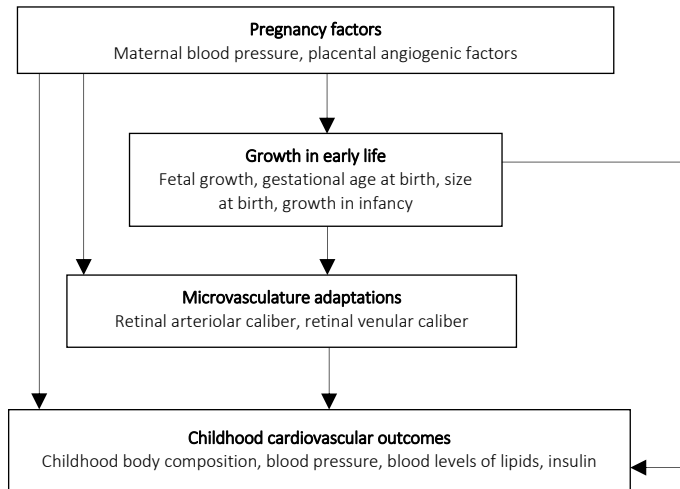 Pregnancy factors
Maternal blood pressure, placental angiogenic factors
Growth in early life
Fetal growth, gestational age at birth, size
at birth, growth in infancy
Microvasculature adaptations
Retinal arteriolar caliber, retinal venular caliber
Childhood cardiovascular outcomes
Childhood body composition, blood pressure, blood levels of lipids, insulin